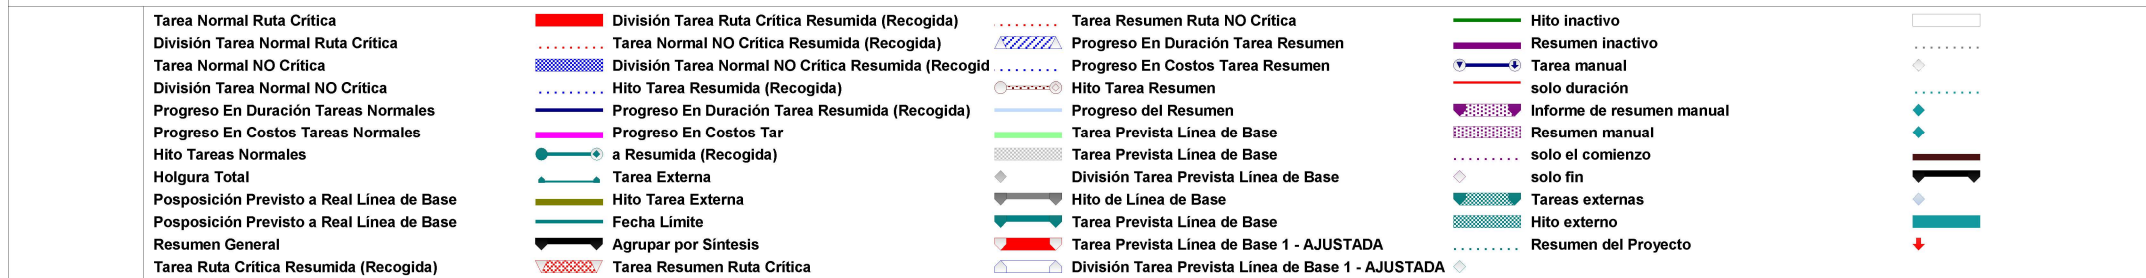 Tarea Normal Ruta Crítica
División Tarea Normal Ruta Crítica
Tarea Normal NO Crítica
División Tarea Normal NO Crítica
Progreso En Duración Tareas Normales
Progreso En Costos Tareas Normales
Hito Tareas Normales
Holgura Total
Posposición Previsto a Real Línea de Base
Posposición Previsto a Real Línea de Base
Resumen General
Tarea Ruta Crítica Resumida (Recogida)
División Tarea Ruta Crítica Resumida (Recogida)
Tarea Normal NO Crítica Resumida (Recogida)
División Tarea Normal NO Crítica Resumida (Recogid
Hito Tarea Resumida (Recogida)
Progreso En Duración Tarea Resumida (Recogida)
Progreso En Costos Tar
a Resumida (Recogida)
Tarea Externa
Hito Tarea Externa
Fecha Límite
Agrupar por Síntesis
Tarea Resumen Ruta Crítica
Tarea Resumen Ruta NO Crítica
Progreso En Duración Tarea Resumen
Progreso En Costos Tarea Resumen
Hito Tarea Resumen
Progreso del Resumen
Tarea Prevista Línea de Base
Tarea Prevista Línea de Base
División Tarea Prevista Línea de Base
Hito de Línea de Base
Tarea Prevista Línea de Base
Tarea Prevista Línea de Base 1 - AJUSTADA
División Tarea Prevista Línea de Base 1 - AJUSTADA
Hito inactivo
Resumen inactivo
Tarea manual
solo duración
Informe de resumen manual
Resumen manual
solo el comienzo
solo fin
Tareas externas
Hito externo
Resumen del Proyecto